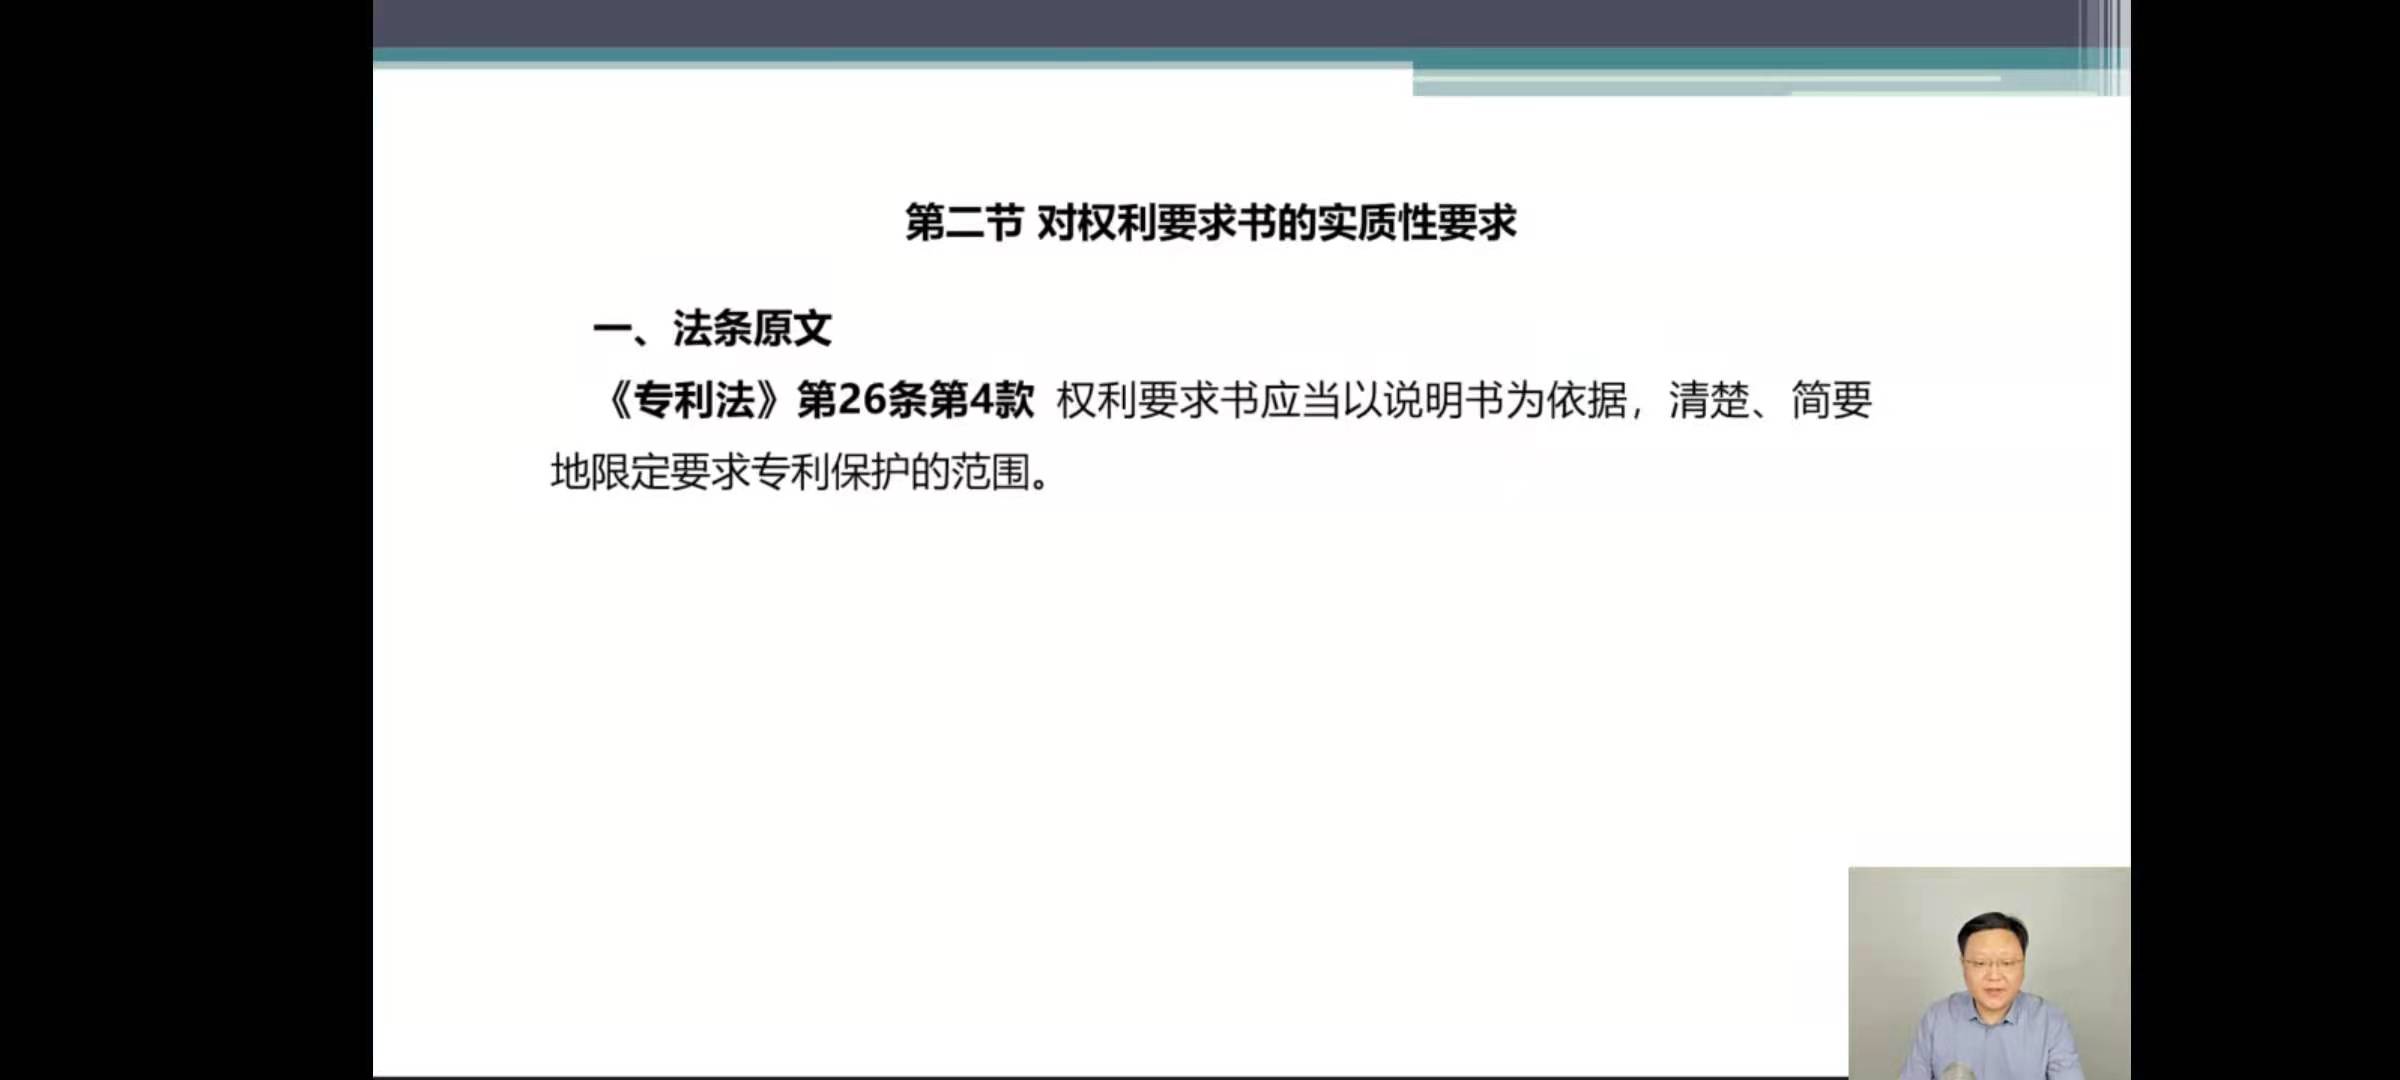 第二节 对权利要求书的实质性要求
一、法条原文
《专利法》第26条第4款 权利要求书应当以说明书为依据，清楚、简要
地限定要求专利保护的范围。